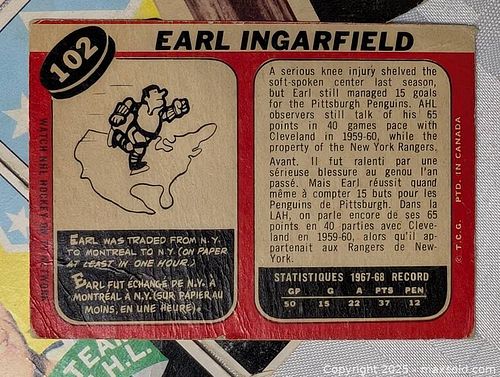 102
EARL INGARFIELD
A serious knee injury shelved the
soft-spoken center last season,
but Earl still managed 15 goals
for the Pittsburgh Penguins. AHL
observers still talk of his 65
points in 40 games pace with
Cleveland in 1959-60, while the
property of the New York Rangers.
Avant. Il fut ralenti par une
sérieuse blessure au genou l'an
passé. Mais Earl réussit quand
même à compter 15 buts pour les
Penguins de Pittsburgh. Dans la
LAH, on parle encore de ses 65
points en 40 parties avec Cleve-
land en 1959-60, alors qu'il ap-
partenait aux Rangers de New-
York.
EARL WAS TRADED FROM N.Y.
TO MONTREAL TO N.Y (ON PAPER
AT LEAST IN ONE HOUR.)
EARL FUT ÉCHANGÉ DE N.Y. À
MONTRÉAL À N.Y. (SUR PAPIER AU
MOINS, EN UNE HEURE).
STATISTIQUES 1967-68 RECORD
GP G A PTS PEN
50 15 22 37 12
WATCH NHL HOCKEY ON
© T.C.G. PTD. IN CANADA
TEAM
H.L.
Copyright 2025 - maxsold.com